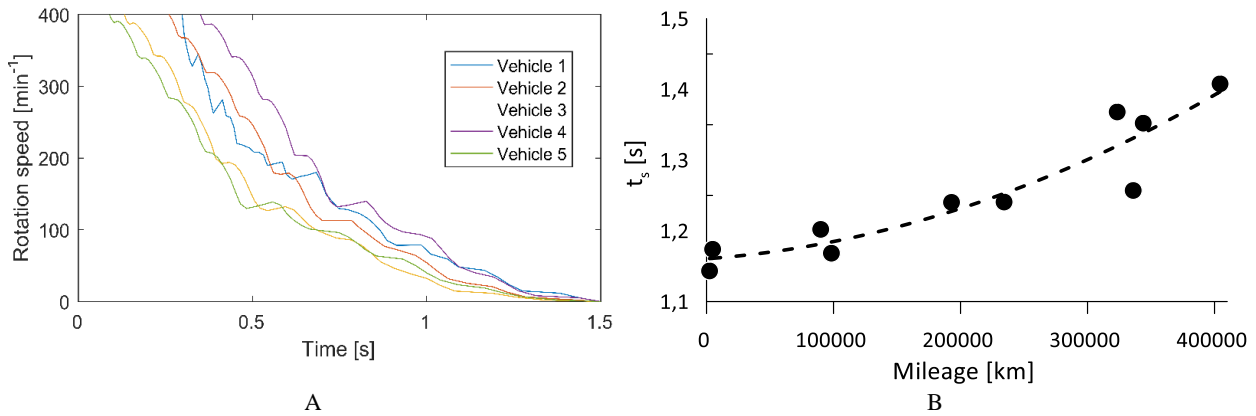 400
300
200
100
0
Rotation speed [min⁻¹]
Vehicle 1
Vehicle 2
Vehicle 3
Vehicle 4
Vehicle 5
0
0.5
1
1.5
Time [s]
A
1,5
1,4
1,3
1,2
1,1
tₛ [s]
0
100000
200000
300000
400000
Mileage [km]
B